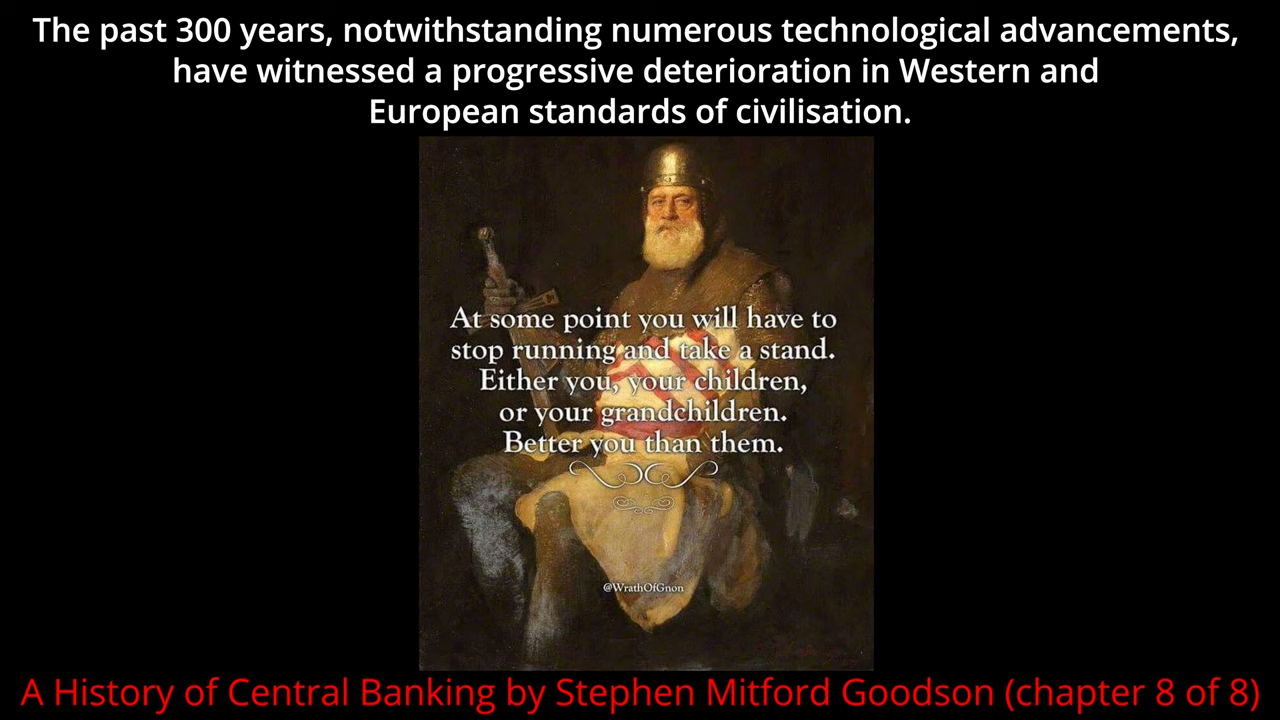 The past 300 years, notwithstanding numerous technological advancements,
have witnessed a progressive deterioration in Western and
European standards of civilisation.
At some point you will have to
stop running and take a stand.
Either you, your children,
or your grandchildren.
Better you than them.
@WrathOfGnon
A History of Central Banking by Stephen Mitford Goodson (chapter 8 of 8)